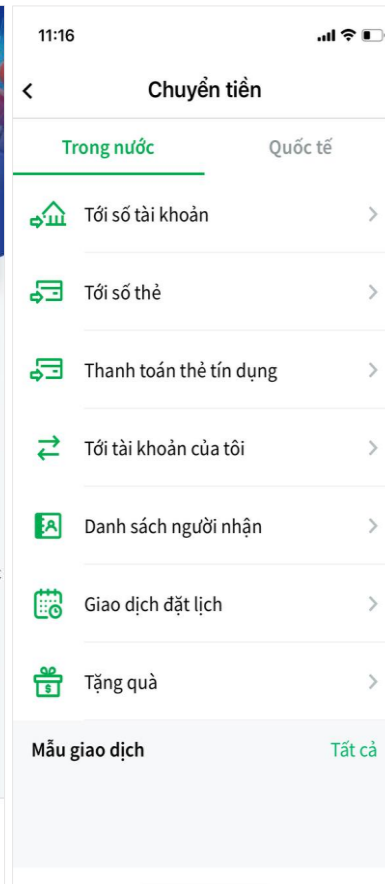 11:16
Chuyển tiền
Trong nước Quốc tế
Tới số tài khoản
Tới số thẻ
Thanh toán thẻ tín dụng
Tới tài khoản của tôi
Danh sách người nhận
Giao dịch đặt lịch
Tặng quà
Mẫu giao dịch Tất cả